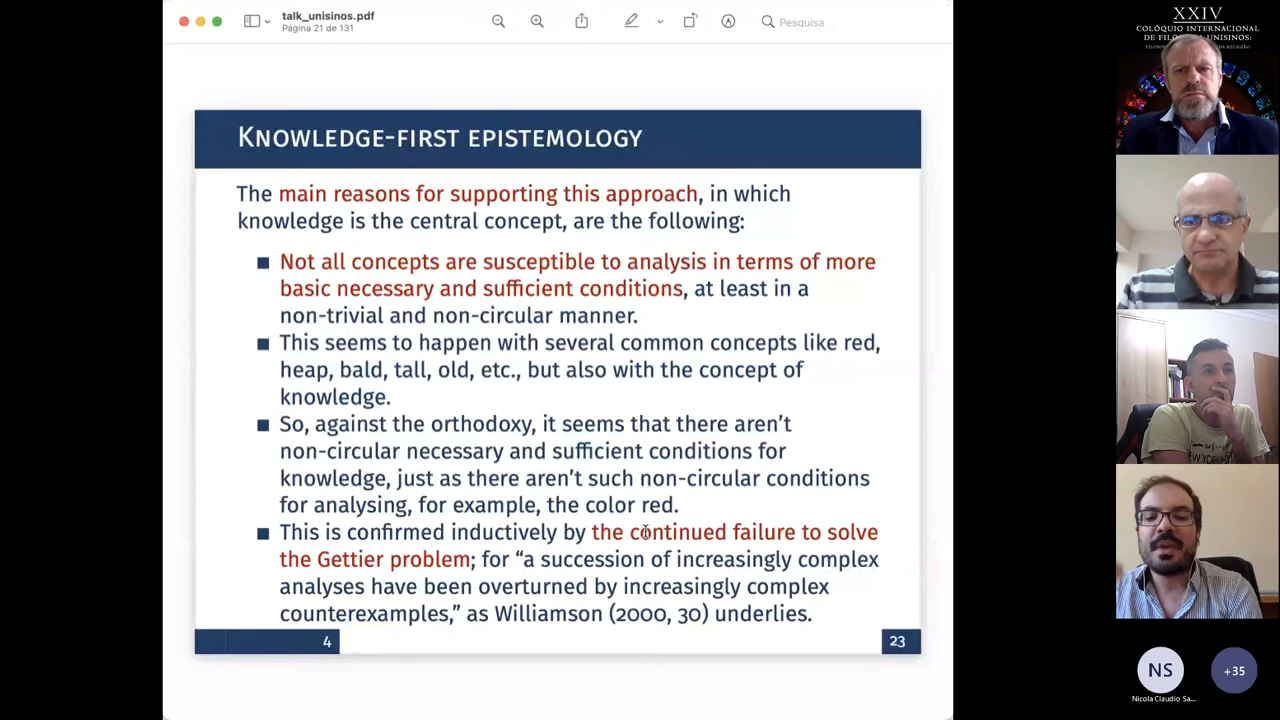 talk_unisinos.pdf
Página 21 de 131
Pesquisa
KNOWLEDGE-FIRST EPISTEMOLOGY
The main reasons for supporting this approach, in which
knowledge is the central concept, are the following:
Not all concepts are susceptible to analysis in terms of more
basic necessary and sufficient conditions, at least in a
non-trivial and non-circular manner.
This seems to happen with several common concepts like red,
heap, bald, tall, old, etc., but also with the concept of
knowledge.
So, against the orthodoxy, it seems that there aren't
non-circular necessary and sufficient conditions for
knowledge, just as there aren't such non-circular conditions
for analysing, for example, the color red.
This is confirmed inductively by the continued failure to solve
the Gettier problem; for “a succession of increasingly complex
analyses have been overturned by increasingly complex
counterexamples,” as Williamson (2000, 30) underlies.
4
23
XXIV
COLÓQUIO INTERNACIONAL
UNISINOS:
NS
+35
Nicola Claudio Sa...